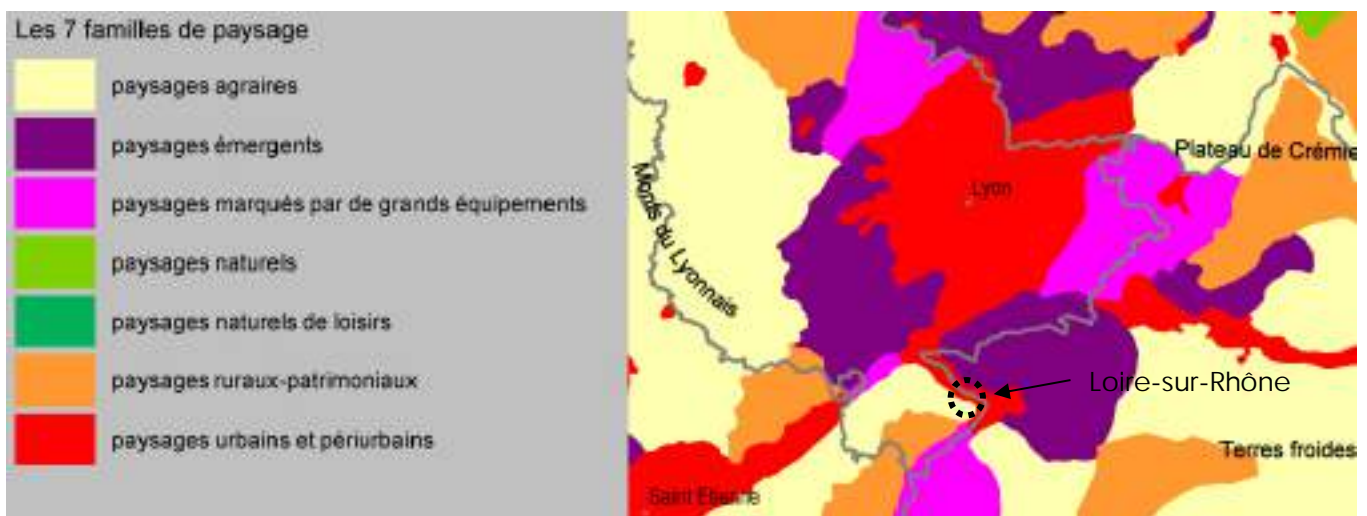 Les 7 familles de paysage
paysages agraires
paysages émergents
paysages marqués par de grands équipements
paysages naturels
paysages naturels de loisirs
paysages ruraux-patrimoniaux
paysages urbains et périurbains
Plateau de Crémie
Lyon
Monts du Lyonnais
Loire-sur-Rhône
Terres froides
Saint Etienne